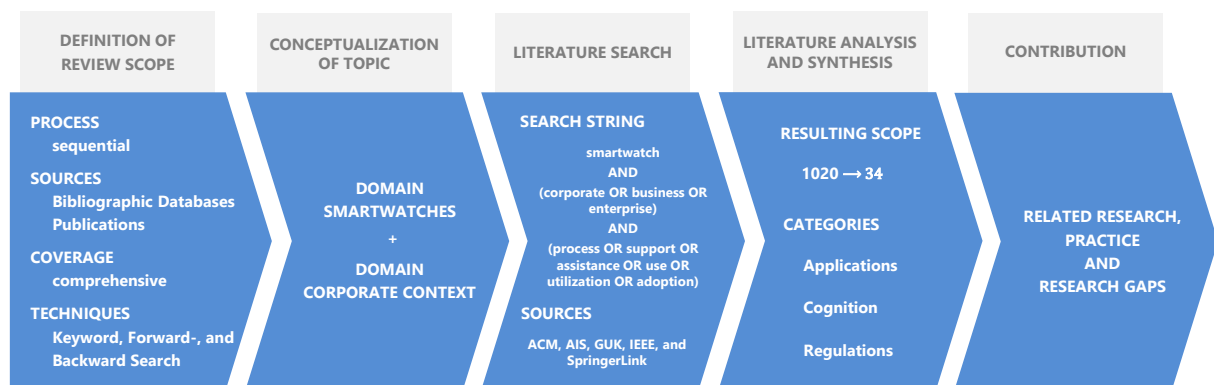 DEFINITION OF
REVIEW SCOPE
PROCESS
sequential
SOURCES
Bibliographic Databases
Publications
COVERAGE
comprehensive
TECHNIQUES
Keyword, Forward-, and
Backward Search
CONCEPTUALIZATION
OF TOPIC
DOMAIN
SMARTWATCHES
+
DOMAIN
CORPORATE CONTEXT
LITERATURE SEARCH
SEARCH STRING
smartwatch
AND
(corporate OR business OR
enterprise)
AND
(process OR support OR
assistance OR use OR
utilization OR adoption)
SOURCES
ACM, AIS, GUK, IEEE, and
SpringerLink
LITERATURE ANALYSIS
AND SYNTHESIS
RESULTING SCOPE
1020 → 34
CATEGORIES
Applications
Cognition
Regulations
CONTRIBUTION
RELATED RESEARCH,
PRACTICE
AND
RESEARCH GAPS